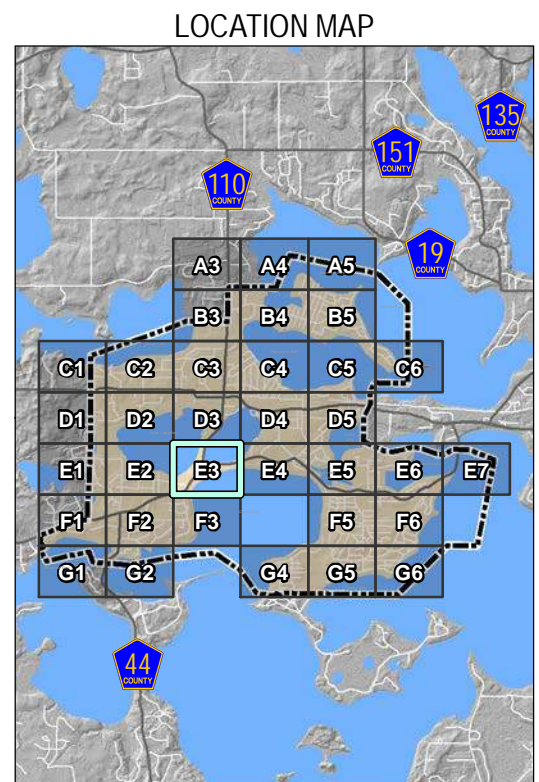 LOCATION MAP
135
COUNTY
151
COUNTY
110
COUNTY
19
COUNTY
A3 A4 A5
B3 B4 B5
C1 C2 C3 C4 C5 C6
D1 D2 D3 D4 D5
E1 E2 E3 E4 E5 E6 E7
F1 F2 F3 F5 F6
G1 G2 G4 G5 G6
44
COUNTY